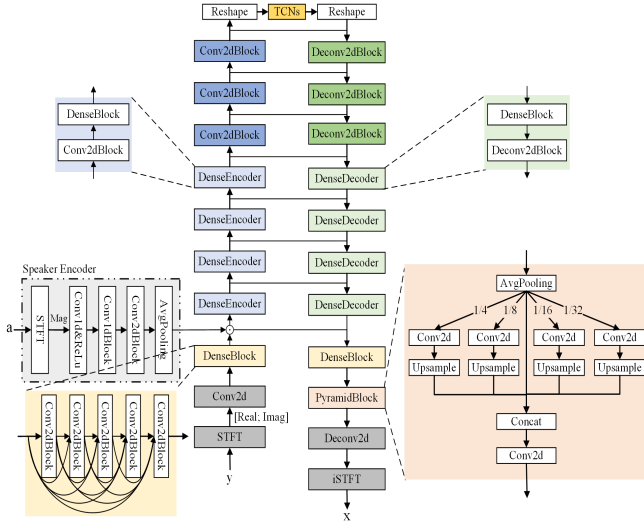 Reshape TCNs Reshape
Conv2dBlock Deconv2dBlock
Conv2dBlock Deconv2dBlock
Conv2dBlock Deconv2dBlock
DenseBlock
Conv2dBlock
DenseBlock
Deconv2dBlock
DenseEncoder DenseDecoder
DenseEncoder DenseDecoder
DenseEncoder DenseDecoder
DenseEncoder DenseDecoder
Speaker Encoder
a
STFT
Mag
Conv1d&ReLu
Conv1dBlock
Conv2dBlock
AvgPooling
DenseBlock DenseBlock
Conv2d PyramidBlock
[Real; Imag]
STFT Deconv2d
y iSTFT
x
Conv2dBlock
Conv2dBlock
Conv2dBlock
Conv2dBlock
Conv2dBlock
AvgPooling
1/4 1/8 1/16 1/32
Conv2d Conv2d Conv2d Conv2d
Upsample Upsample Upsample Upsample
Concat
Conv2d